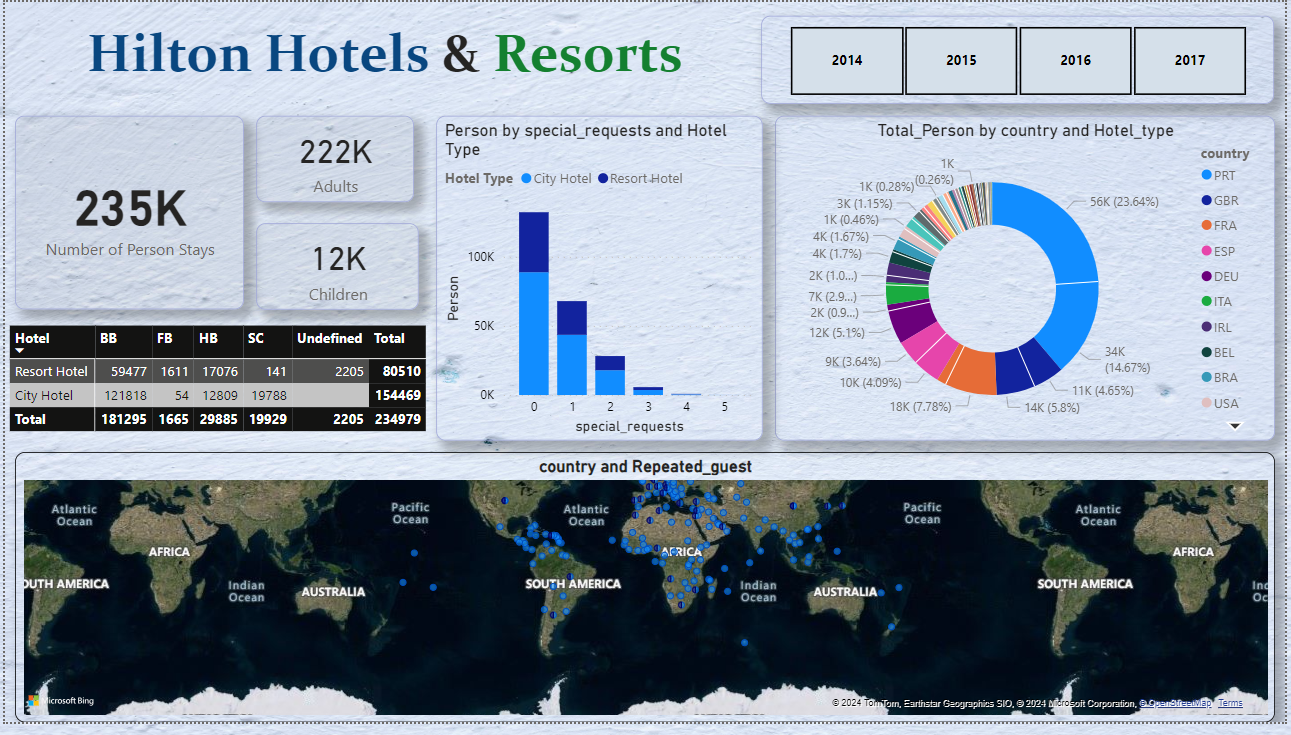 Hilton Hotels & Resorts
2014
2015
2016
2017
235K
Number of Person Stays
222K
Adults
12K
Children
Hotel BB FB HB SC Undefined Total
Resort Hotel 59477 1611 17076 141 2205 80510
City Hotel 121818 54 12809 19788 154469
Total 181295 1665 29885 19929 2205 234979
Person by special_requests and Hotel
Type
Hotel Type City Hotel Resort Hotel
Person
100K
50K
0K
0 1 2 3 4 5
special_requests
Total_Person by country and Hotel_type
56K (23.64%)
34K
(14.67%)
11K (4.65%)
14K (5.8%)
18K (7.78%)
10K (4.09%)
9K (3.64%)
12K (5.1%)
2K (0.9...)
7K (2.9...)
2K (1.0...)
4K (1.7%)
4K (1.67%)
1K (0.46%)
3K (1.15%)
1K (0.28%)
1K
(0.26%)
country
PRT
GBR
FRA
ESP
DEU
ITA
IRL
BEL
BRA
USA
country and Repeated_guest
Atlantic
Ocean
Pacific
Ocean
Atlantic
Ocean
Pacific
Ocean
Atlantic
Ocean
AFRICA
AFRICA
AFRICA
OUTH AMERICA
Indian
Ocean
AUSTRALIA
SOUTH AMERICA
Indian
Ocean
AUSTRALIA
SOUTH AMERICA
Inc
Oc
Microsoft Bing
© 2024 TomTom, Earthstar Geographics SIO, © 2024 Microsoft Corporation, © OpenStreetMap Terms